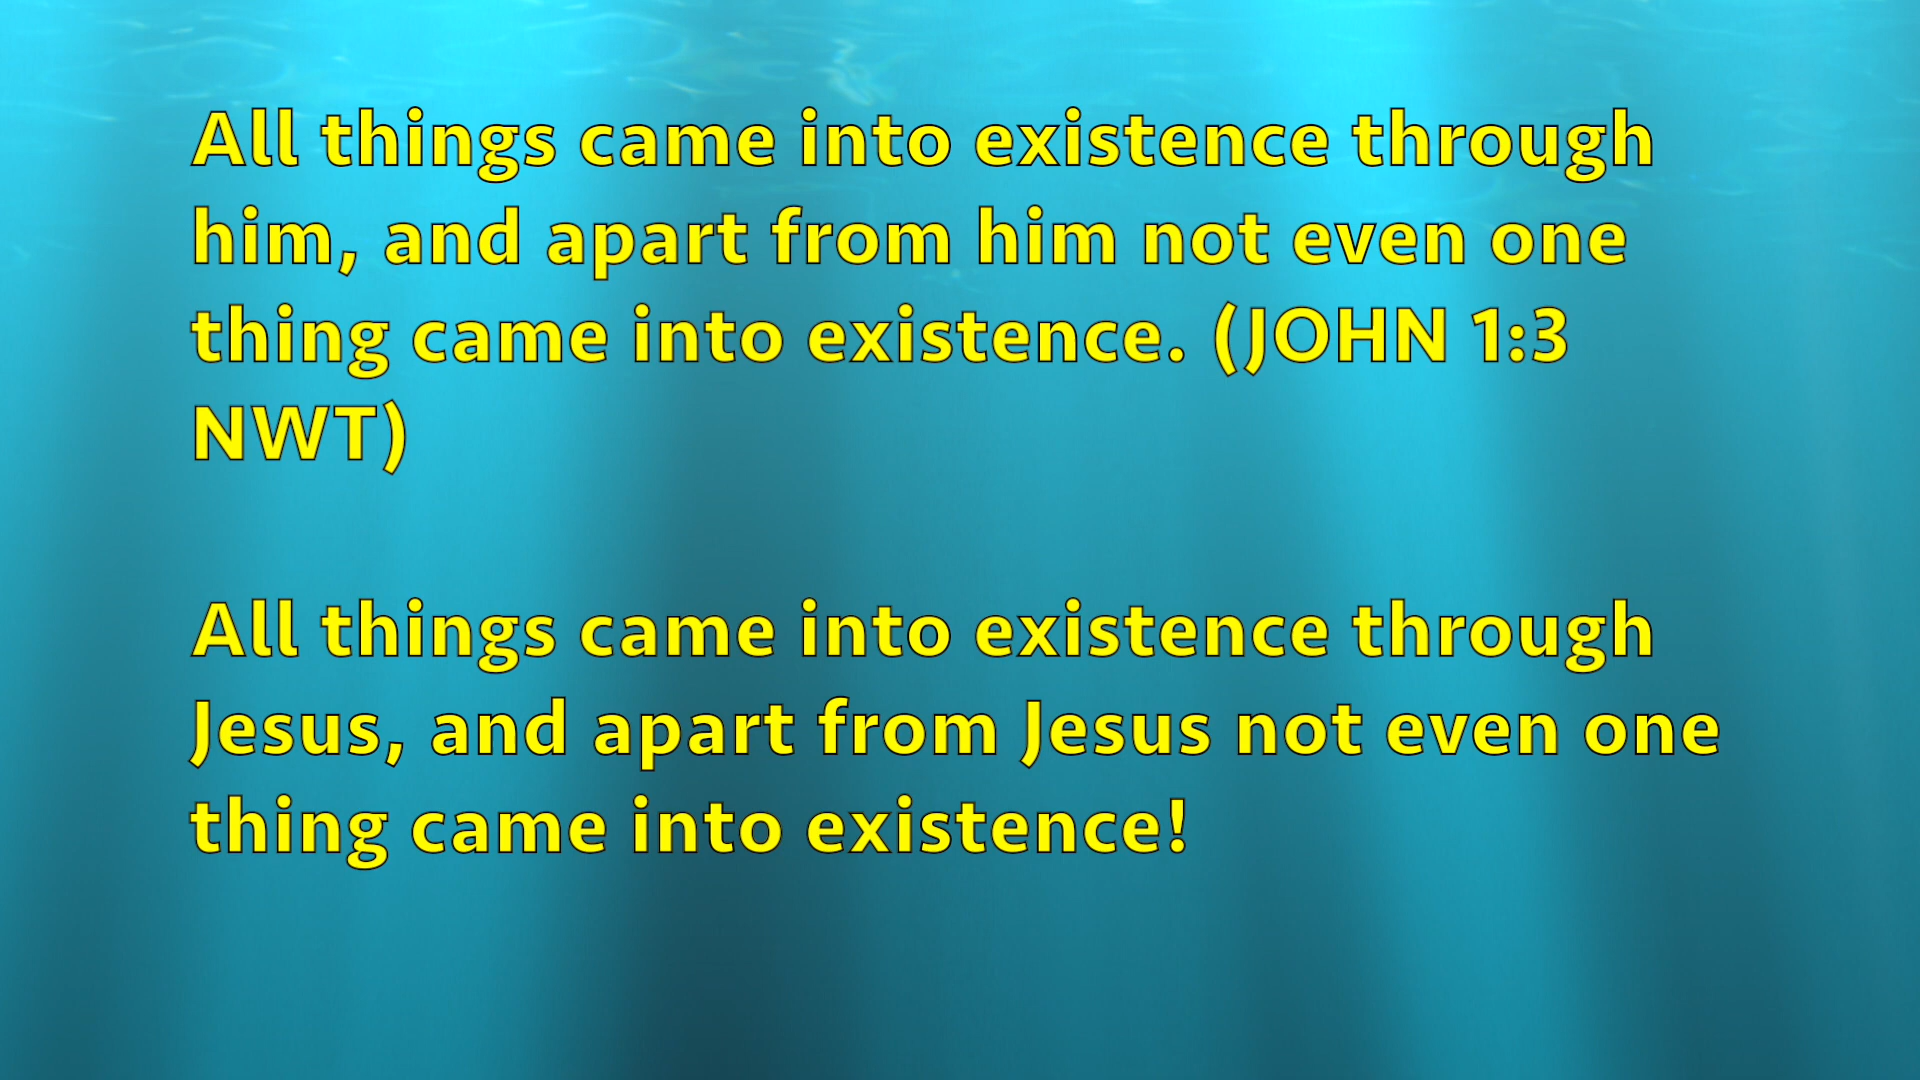 All things came into existence through
him, and apart from him not even one
thing came into existence. (JOHN 1:3
NWT)
All things came into existence through
Jesus, and apart from Jesus not even one
thing came into existence!